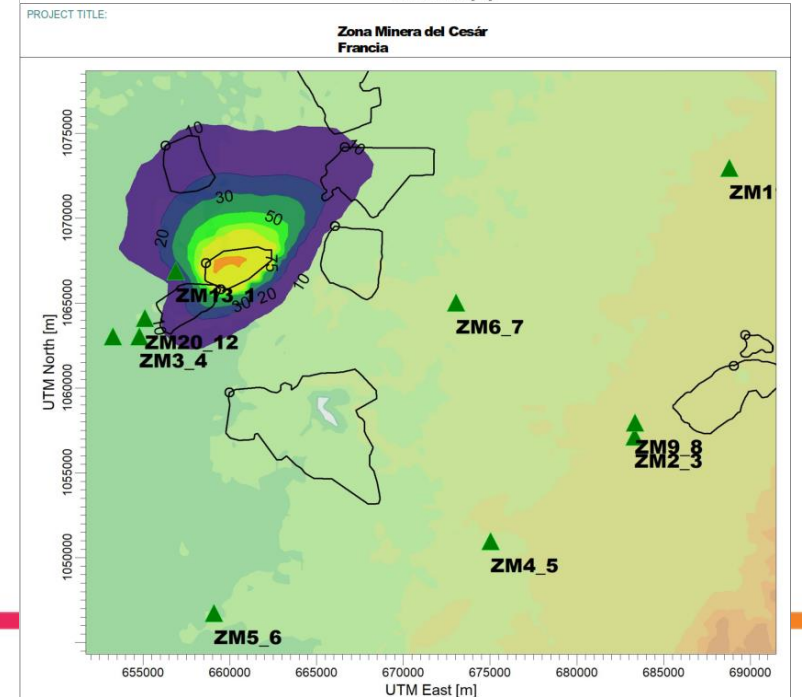 PROJECT TITLE:
Zona Minera del Cesár
Francia
UTM North [m]
1075000
1070000
1065000
1060000
1055000
1050000
10
10
30
50
20
75
10
20
30
10
ZM1
ZM13_1
ZM20_12
ZM3_4
ZM6_7
ZM9_8
ZM2_3
ZM4_5
ZM5_6
655000 660000 665000 670000 675000 680000 685000 690000
UTM East [m]